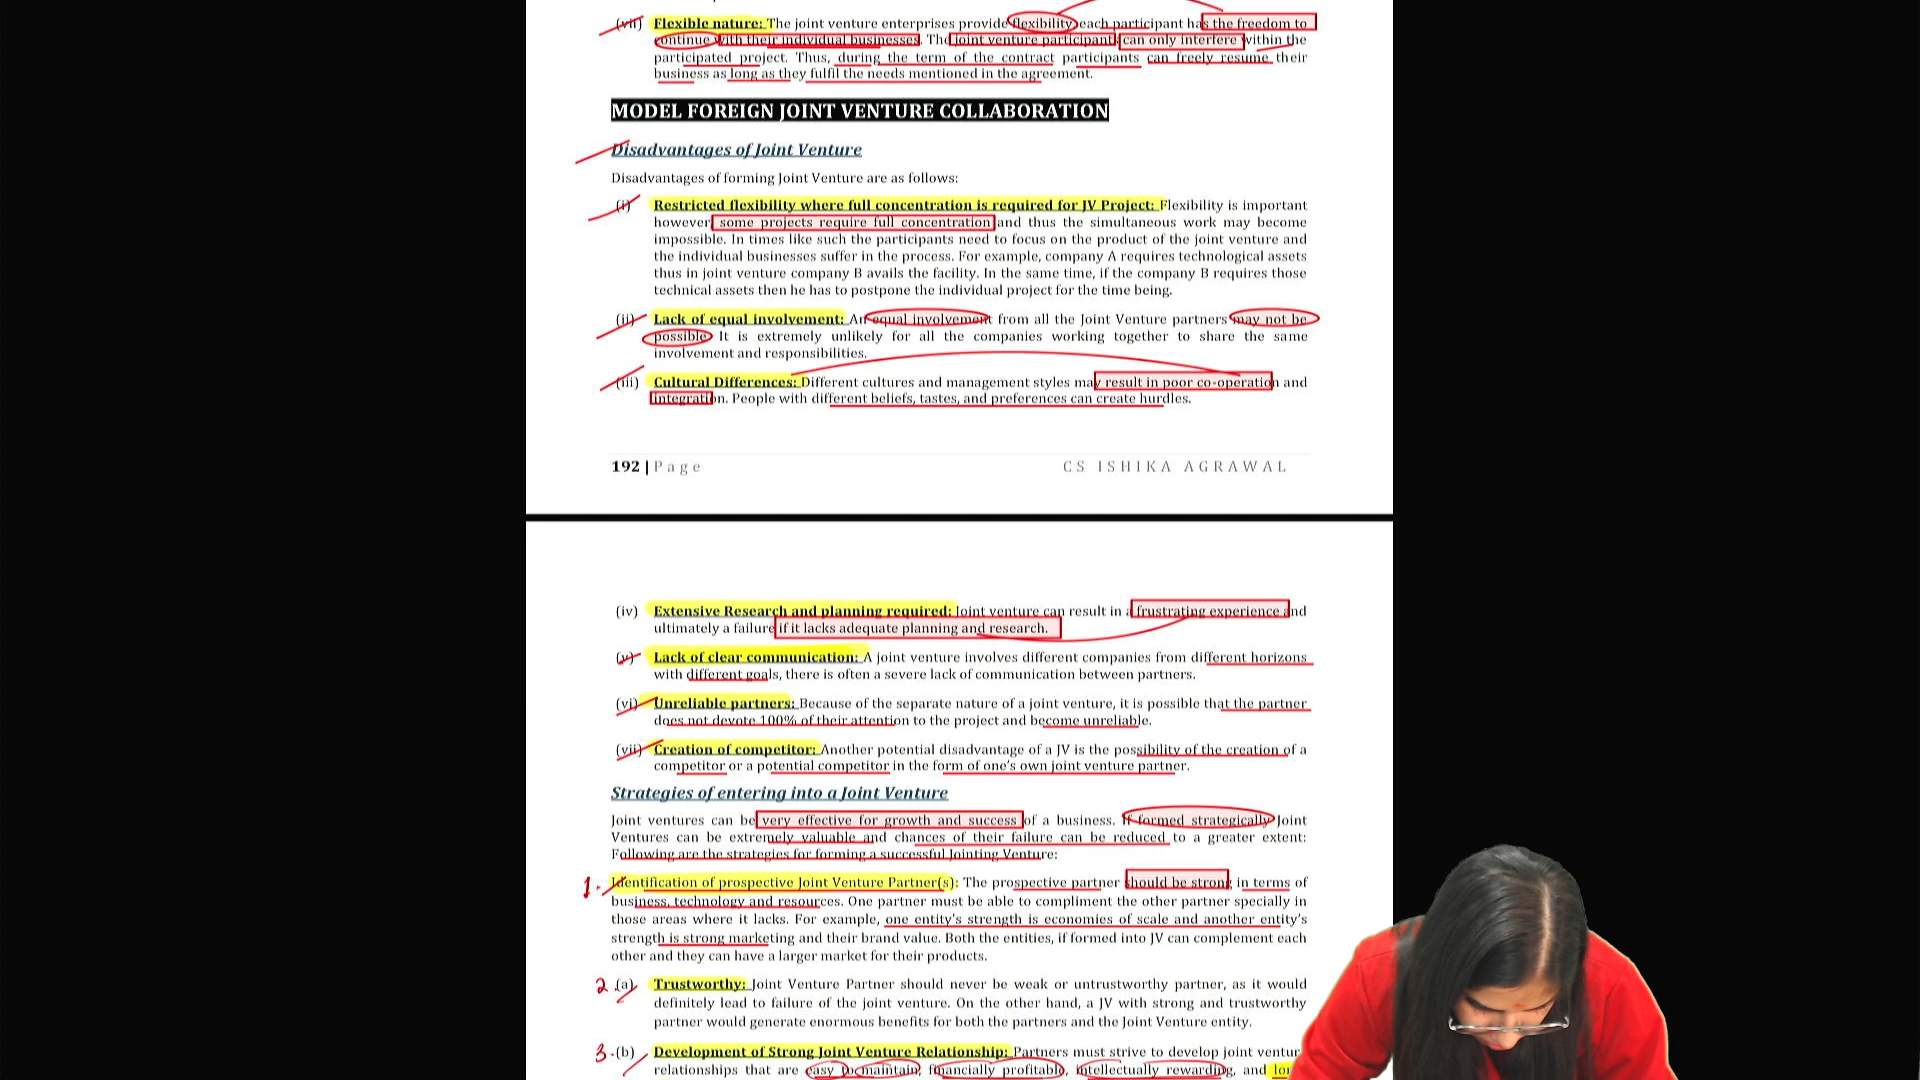 (vii) Flexible nature: The joint venture enterprises provide flexibility each participant has the freedom to
continue with their individual businesses. The joint venture participant can only interfere within the
participated project. Thus, during the term of the contract participants can freely resume their
business as long as they fulfil the needs mentioned in the agreement.
MODEL FOREIGN JOINT VENTURE COLLABORATION
Disadvantages of Joint Venture
Disadvantages of forming Joint Venture are as follows:
(i) Restricted flexibility where full concentration is required for JV Project: Flexibility is important
however some projects require full concentration and thus the simultaneous work may become
impossible. In times like such the participants need to focus on the product of the joint venture and
the individual businesses suffer in the process. For example, company A requires technological assets
thus in joint venture company B avails the facility. In the same time, if the company B requires those
technical assets then he has to postpone the individual project for the time being.
(ii) Lack of equal involvement: An equal involvement from all the Joint Venture partners may not be
possible. It is extremely unlikely for all the companies working together to share the same
involvement and responsibilities.
(iii) Cultural Differences: Different cultures and management styles may result in poor co-operation and
integration. People with different beliefs, tastes, and preferences can create hurdles.
192 | Page CS ISHIKA AGRAWAL
(iv) Extensive Research and planning required: Joint venture can result in a frustrating experience and
ultimately a failure if it lacks adequate planning and research.
(v) Lack of clear communication: A joint venture involves different companies from different horizons
with different goals, there is often a severe lack of communication between partners.
(vi) Unreliable partners: Because of the separate nature of a joint venture, it is possible that the partner
does not devote 100% of their attention to the project and become unreliable.
(vii) Creation of competitor: Another potential disadvantage of a JV is the possibility of the creation of a
competitor or a potential competitor in the form of one's own joint venture partner.
Strategies of entering into a Joint Venture
Joint ventures can be very effective for growth and success of a business. If formed strategically Joint
Ventures can be extremely valuable and chances of their failure can be reduced to a greater extent:
Following are the strategies for forming a successful Jointing Venture:
1. Identification of prospective Joint Venture Partner(s): The prospective partner should be strong in terms of
business, technology and resources. One partner must be able to compliment the other partner specially in
those areas where it lacks. For example, one entity's strength is economies of scale and another entity's
strength is strong marketing and their brand value. Both the entities, if formed into JV can complement each
other and they can have a larger market for their products.
2 (a) Trustworthy: Joint Venture Partner should never be weak or untrustworthy partner, as it would
definitely lead to failure of the joint venture. On the other hand, a JV with strong and trustworthy
partner would generate enormous benefits for both the partners and the Joint Venture entity.
3. (b) Development of Strong Joint Venture Relationship: Partners must strive to develop joint ventur
relationships that are easy to maintain, financially profitable, intellectually rewarding, and